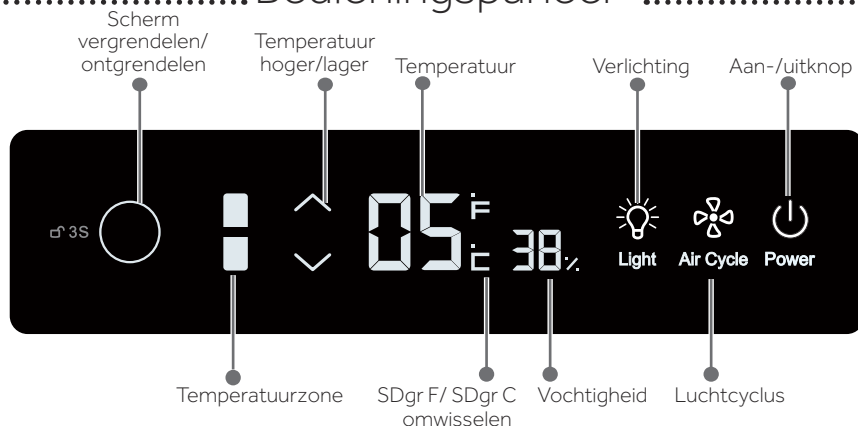 Bedieningspaneel
Scherm
vergrendelen/
ontgrendelen
Temperatuur
hoger/lager
Temperatuur
Verlichting
Aan-/uitknop
3S
05
F
C
38%
Light
Air Cycle
Power
Temperatuurzone
SDgr F/ SDgr C
omwisselen
Vochtigheid
Luchtcyclus